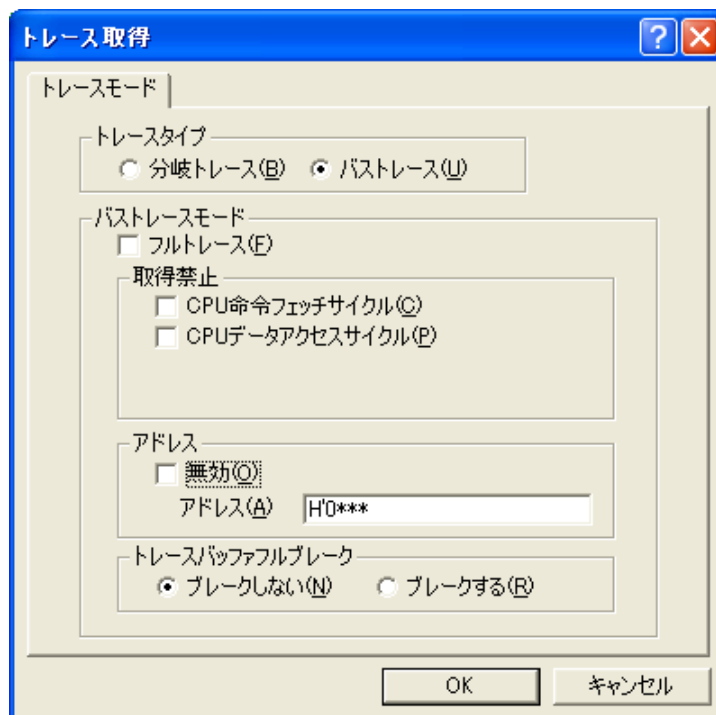 トレース取得
トレースモード
トレースタイプ
分岐トレース(B) バストレース(U)
バストレースモード
フルトレース(F)
取得禁止
CPU命令フェッチサイクル(C)
CPUデータアクセスサイクル(P)
アドレス
無効(O)
アドレス(A) H'0***
トレースバッファフルブレーク
ブレークしない(N) ブレークする(R)
OK キャンセル